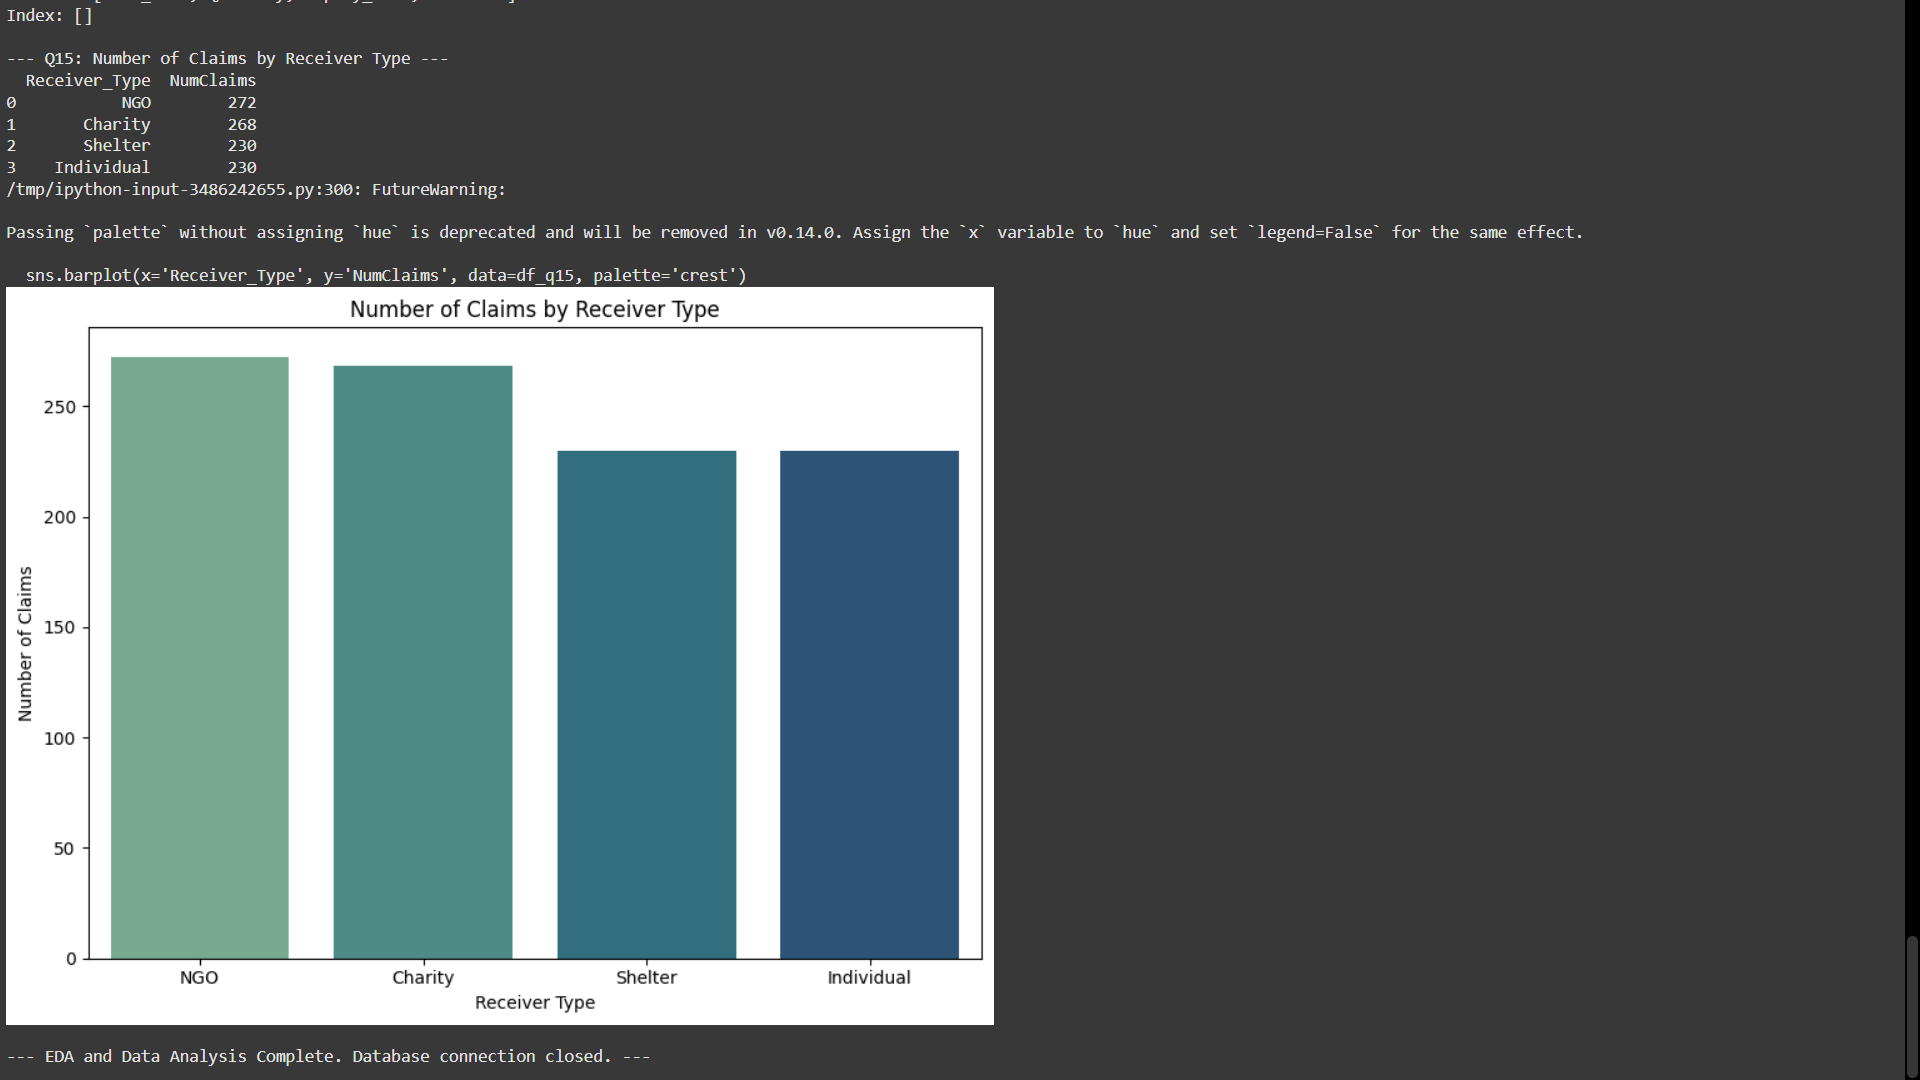 Index: []
--- Q15: Number of Claims by Receiver Type ---
  Receiver_Type  NumClaims
0           NGO        272
1       Charity        268
2       Shelter        230
3    Individual        230
/tmp/ipython-input-3486242655.py:300: FutureWarning:
Passing `palette` without assigning `hue` is deprecated and will be removed in v0.14.0. Assign the `x` variable to `hue` and set `legend=False` for the same effect.
  sns.barplot(x='Receiver_Type', y='NumClaims', data=df_q15, palette='crest')
Number of Claims by Receiver Type
250
200
150
100
50
0
Number of Claims
NGO Charity Shelter Individual
Receiver Type
--- EDA and Data Analysis Complete. Database connection closed. ---